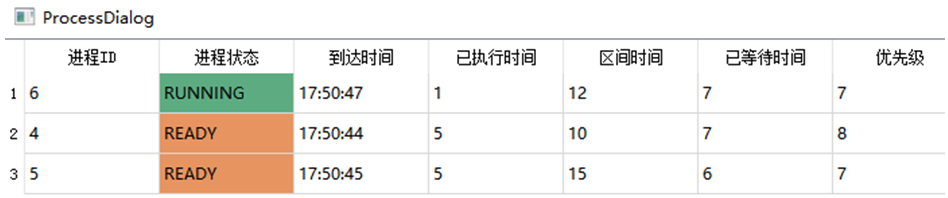 ProcessDialog
进程ID 进程状态 到达时间 已执行时间 区间时间 已等待时间 优先级
1 6 RUNNING 17:50:47 1 12 7 7
2 4 READY 17:50:44 5 10 7 8
3 5 READY 17:50:45 5 15 6 7